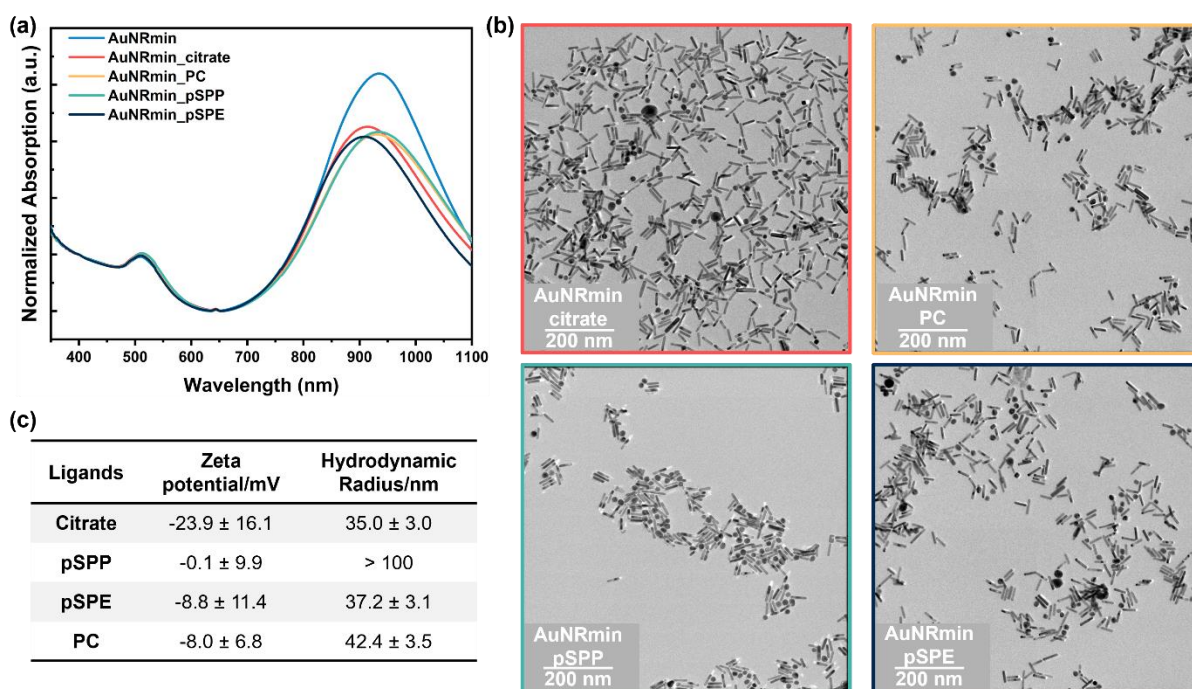 (a)
AuNRmin
AuNRmin_citrate
AuNRmin_PC
AuNRmin_pSPP
AuNRmin_pSPE
Normalized Absorption (a.u.)
400 500 600 700 800 900 1000 1100
Wavelength (nm)
(b)
AuNRmin
citrate
200 nm
AuNRmin
PC
200 nm
AuNRmin
pSPP
200 nm
AuNRmin
pSPE
200 nm
(c)
Ligands Zeta potential/mV Hydrodynamic Radius/nm
Citrate -23.9 ± 16.1 35.0 ± 3.0
pSPP -0.1 ± 9.9 > 100
pSPE -8.8 ± 11.4 37.2 ± 3.1
PC -8.0 ± 6.8 42.4 ± 3.5